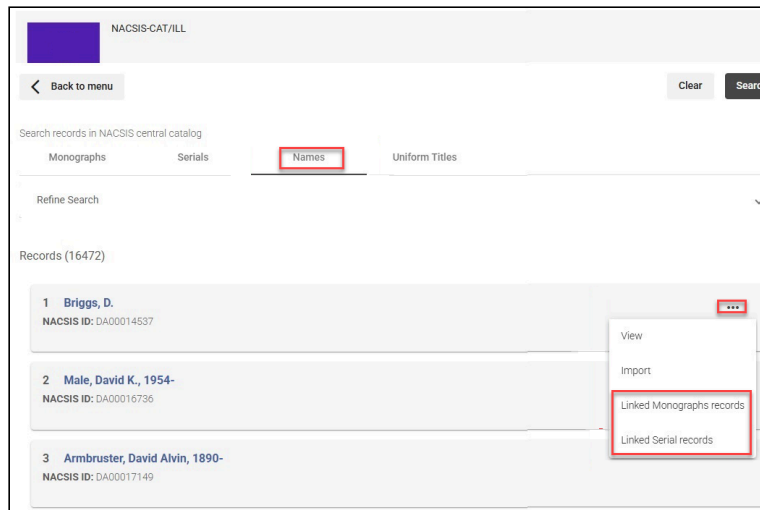 NACSIS-CAT/ILL
Back to menu
Clear
Searc
Search records in NACSIS central catalog
Monographs
Serials
Names
Uniform Titles
Refine Search
Records (16472)
1 Briggs, D.
NACSIS ID: DA00014537
View
Import
Linked Monographs records
Linked Serial records
2 Male, David K., 1954-
NACSIS ID: DA00016736
3 Armbruster, David Alvin, 1890-
NACSIS ID: DA00017149